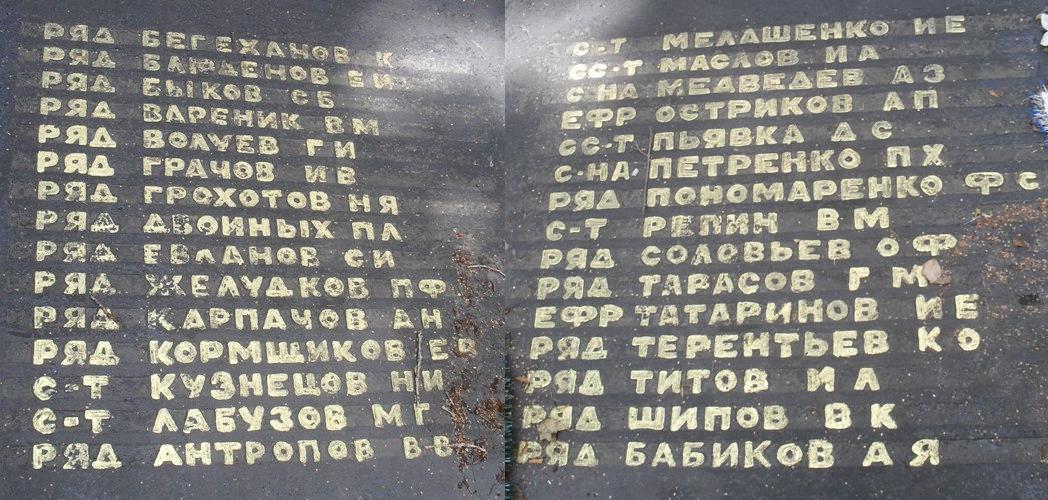 РЯД БЕГЕХАНОВ К
РЯД БАЮДЕНОВ ЕИ
РЯД БЫКОВ СБ
РЯД ВАРЕНИК ВМ
РЯД ВОЛУЕВ ГИ
РЯД ГРАЧОВ ИВ
РЯД ГРОХОТОВ НЯ
РЯД ДВОИНЫХ ПЛ
РЯД ЕВЛАНОВ СИ
РЯД ЖЕЛУДКОВ ПФ
РЯД КАРПАЧОВ АН
РЯД КОРМЩИКОВ
С-Т КУЗНЕЦОВ НИ
С-Т ЛАБУЗОВ МГ
РЯД АНТРОПОВ ВВ
С-Т МЕЛАШЕНКО ИЕ
СС-Т МАСЛОВ ИА
С-НА МЕДВЕДЕВ АЗ
ЕФР ОСТРИКОВ АП
СС-Т ПЬЯВКА ДС
С-НА ПЕТРЕНКО ПХ
РЯД ПОНОМАРЕНКО ФС
С-Т РЕПИН ВМ
РЯД СОЛОВЬЕВ ОФ
РЯД ТАРАСОВ ГМ
ЕФР ТАТАРИНОВ ИЕ
РЯД ТЕРЕНТЬЕВ КО
РЯД ТИТОВ ИА
РЯД ШИПОВ ВК
РЯД БАБИКОВ АЯ